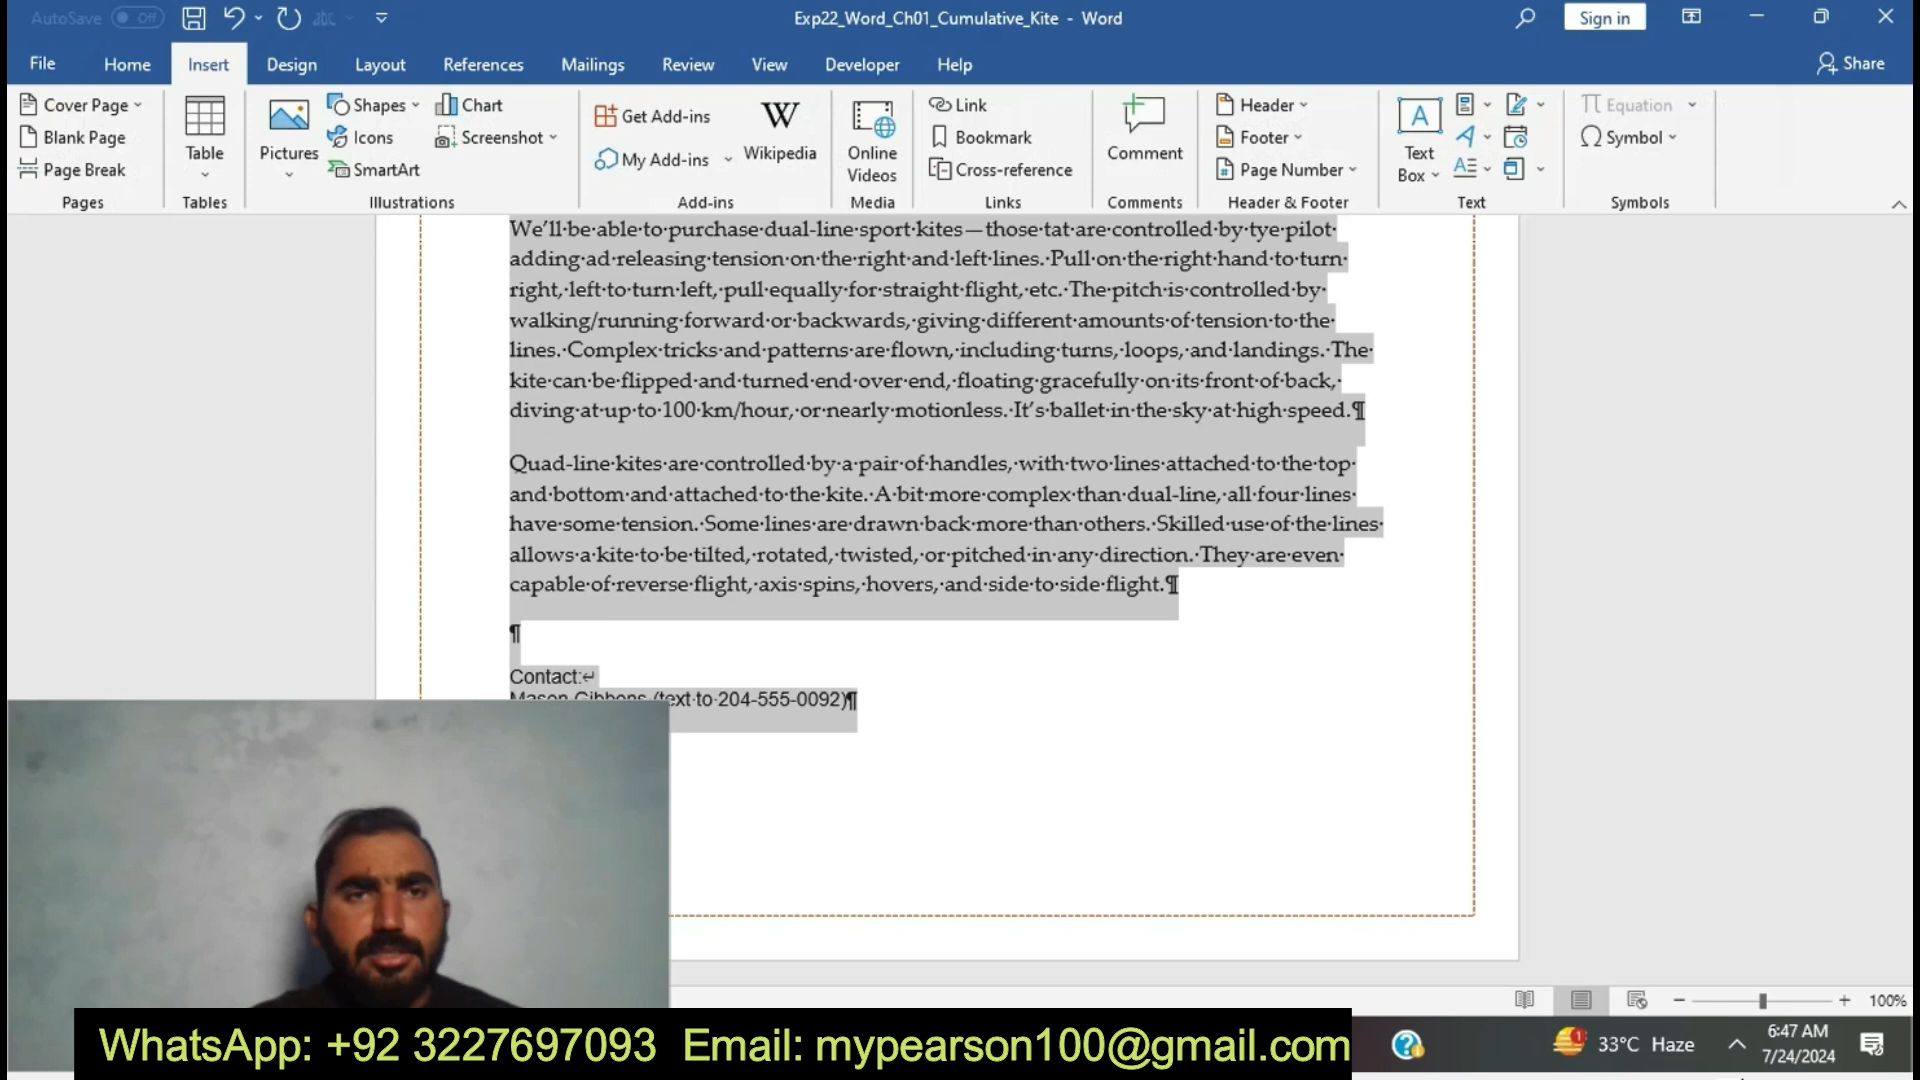 AutoSave Off Exp22_Word_Ch01_Cumulative_Kite - Word Sign in
File Home Insert Design Layout References Mailings Review View Developer Help Share
Cover Page
Blank Page
Page Break
Pages
Table
Tables
Pictures
Shapes
Icons
SmartArt
Chart
Screenshot
Illustrations
Get Add-ins
My Add-ins
Wikipedia
Add-ins
Online
Videos
Media
Link
Bookmark
Cross-reference
Links
Comment
Comments
Header
Footer
Page Number
Header & Footer
Text
Box
Text
Equation
Symbol
Symbols
We'll·be·able·to·purchase·dual-line·sport·kites—those·tat·are·controlled·by·tye·pilot·
adding·ad·releasing·tension·on·the·right·and·left·lines.·Pull·on·the·right·hand·to·turn·
right,·left·to·turn·left,·pull·equally·for·straight·flight,·etc.·The·pitch·is·controlled·by·
walking/running·forward·or·backwards,·giving·different·amounts·of·tension·to·the·
lines.·Complex·tricks·and·patterns·are·flown,·including·turns,·loops,·and·landings.·The·
kite·can·be·flipped·and·turned·end·over·end,·floating·gracefully·on·its·front·of·back,·
diving·at·up·to·100·km/hour,·or·nearly·motionless.·It's·ballet·in·the·sky·at·high·speed.¶
Quad-line·kites·are·controlled·by·a·pair·of·handles,·with·two·lines·attached·to·the·top·
and·bottom·and·attached·to·the·kite.·A·bit·more·complex·than·dual-line,·all·four·lines·
have·some·tension.·Some·lines·are·drawn·back·more·than·others.·Skilled·use·of·the·lines·
allows·a·kite·to·be·tilted,·rotated,·twisted,·or·pitched·in·any·direction.·They·are·even·
capable·of·reverse·flight,·axis·spins,·hovers,·and·side·to·side·flight.¶
¶
Contact:↵
Mason·Gibbons·(text·to·204-555-0092)¶
100%
WhatsApp: +92 3227697093 Email: mypearson100@gmail.com
33°C Haze
6:47 AM
7/24/2024